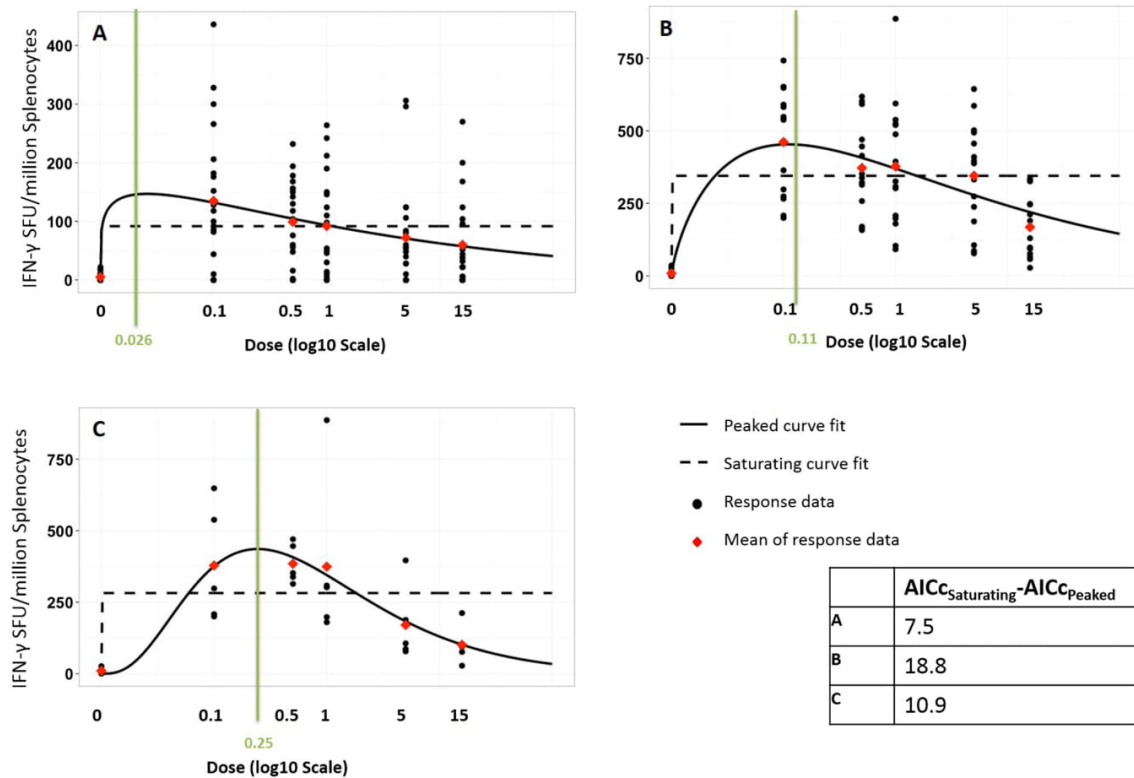 A
IFN-γ SFU/million Splenocytes
400
300
200
100
0
0 0.1 0.5 1 5 15
0.026
Dose (log10 Scale)
B
750
500
250
0
0 0.1 0.5 1 5 15
0.11
Dose (log10 Scale)
C
IFN-γ SFU/million Splenocytes
750
500
250
0
0 0.1 0.5 1 5 15
0.25
Dose (log10 Scale)
Peaked curve fit
Saturating curve fit
Response data
Mean of response data
AICcSaturating-AICcPeaked
A 7.5
B 18.8
C 10.9